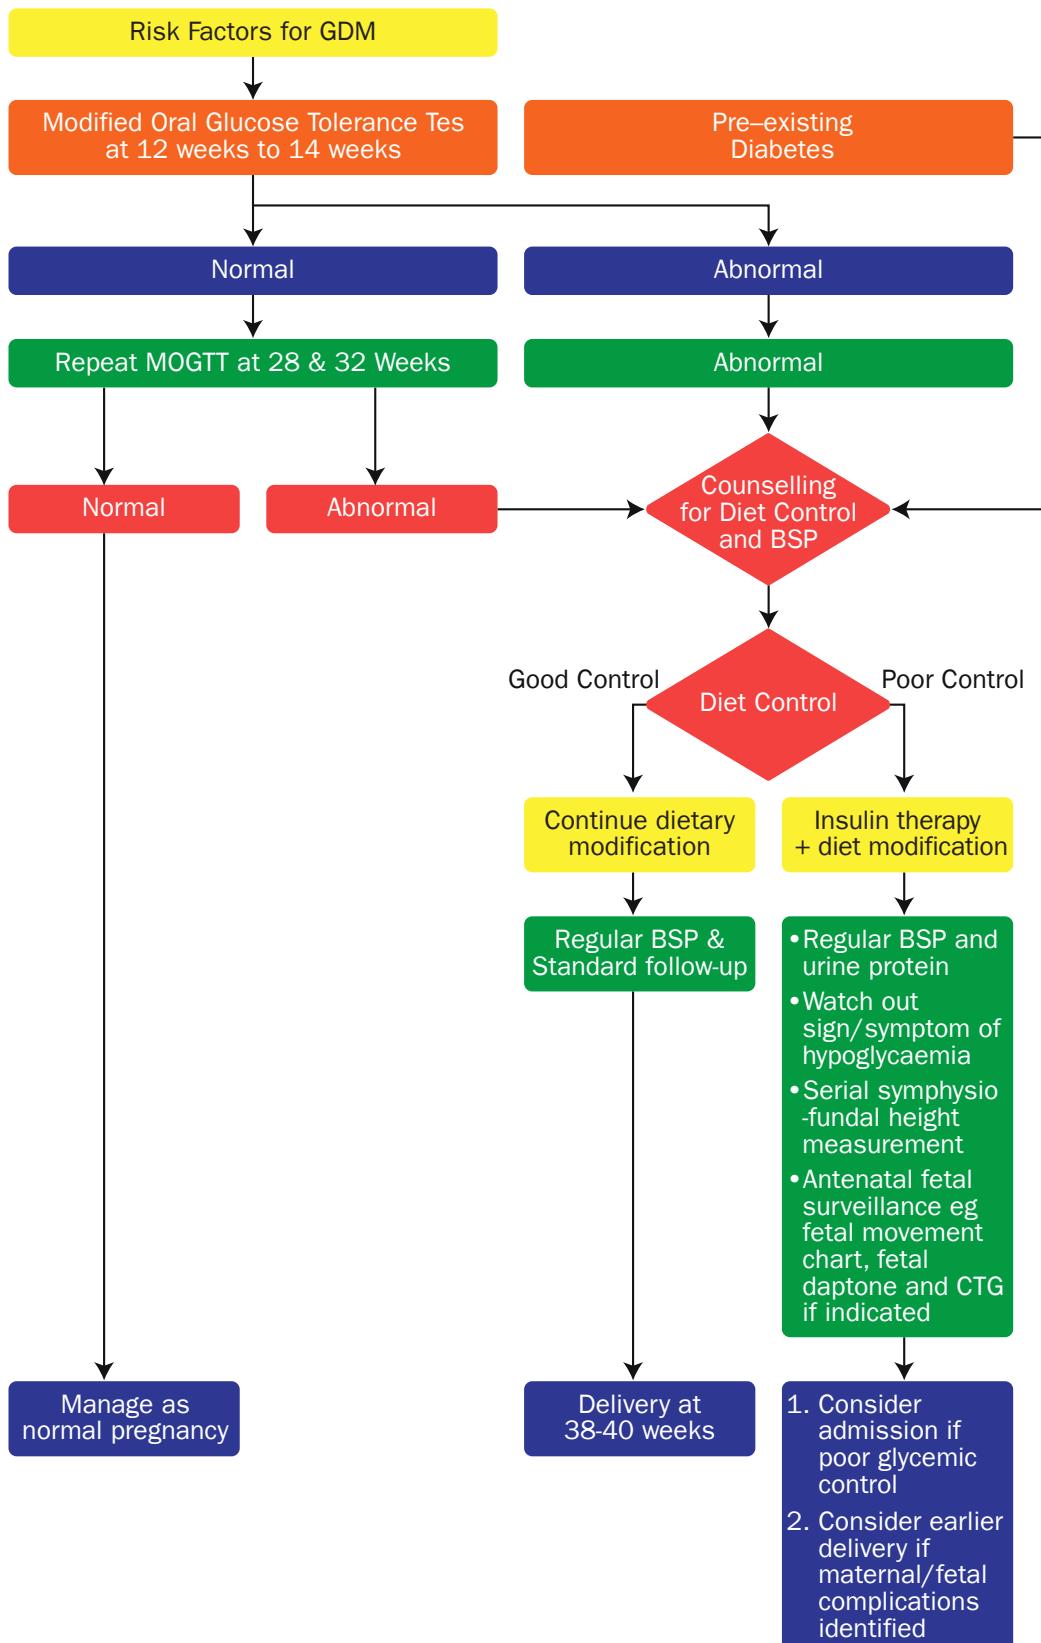 Risk Factors for GDM
Modified Oral Glucose Tolerance Tes
at 12 weeks to 14 weeks
Pre–existing
Diabetes
Normal
Abnormal
Repeat MOGTT at 28 & 32 Weeks
Abnormal
Normal
Abnormal
Counselling
for Diet Control
and BSP
Good Control
Diet Control
Poor Control
Continue dietary
modification
Insulin therapy
+ diet modification
Regular BSP &
Standard follow-up
•Regular BSP and
urine protein
•Watch out
sign/symptom of
hypoglycaemia
•Serial symphysio
-fundal height
measurement
•Antenatal fetal
surveillance eg
fetal movement
chart, fetal
daptone and CTG
if indicated
Manage as
normal pregnancy
Delivery at
38-40 weeks
1. Consider
admission if
poor glycemic
control
2. Consider earlier
delivery if
maternal/fetal
complications
identified